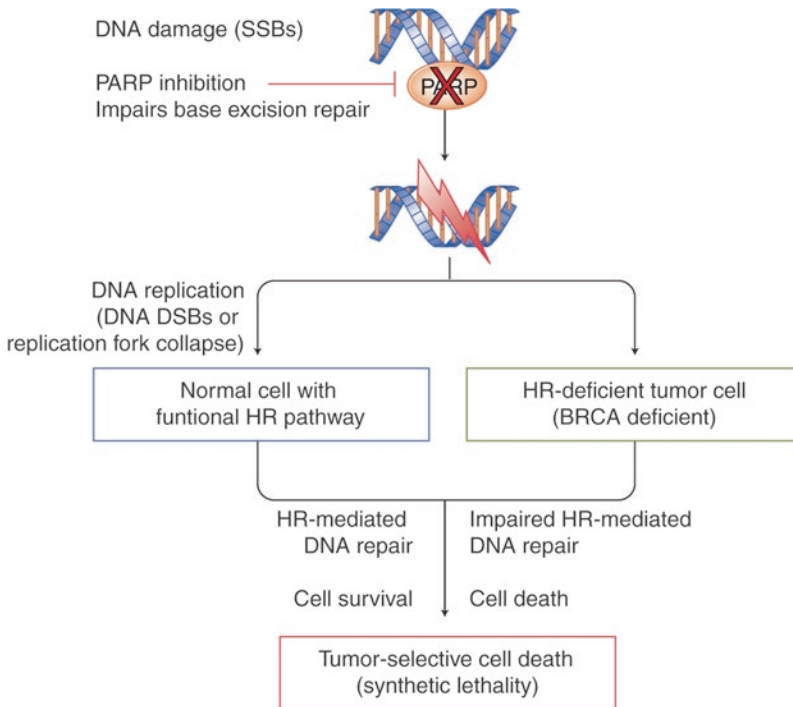 DNA damage (SSBs)
PARP inhibition
Impairs base excision repair
PARP
DNA replication
(DNA DSBs or
replication fork collapse)
Normal cell with
funtional HR pathway
HR-deficient tumor cell
(BRCA deficient)
HR-mediated
DNA repair
Impaired HR-mediated
DNA repair
Cell survival
Cell death
Tumor-selective cell death
(synthetic lethality)